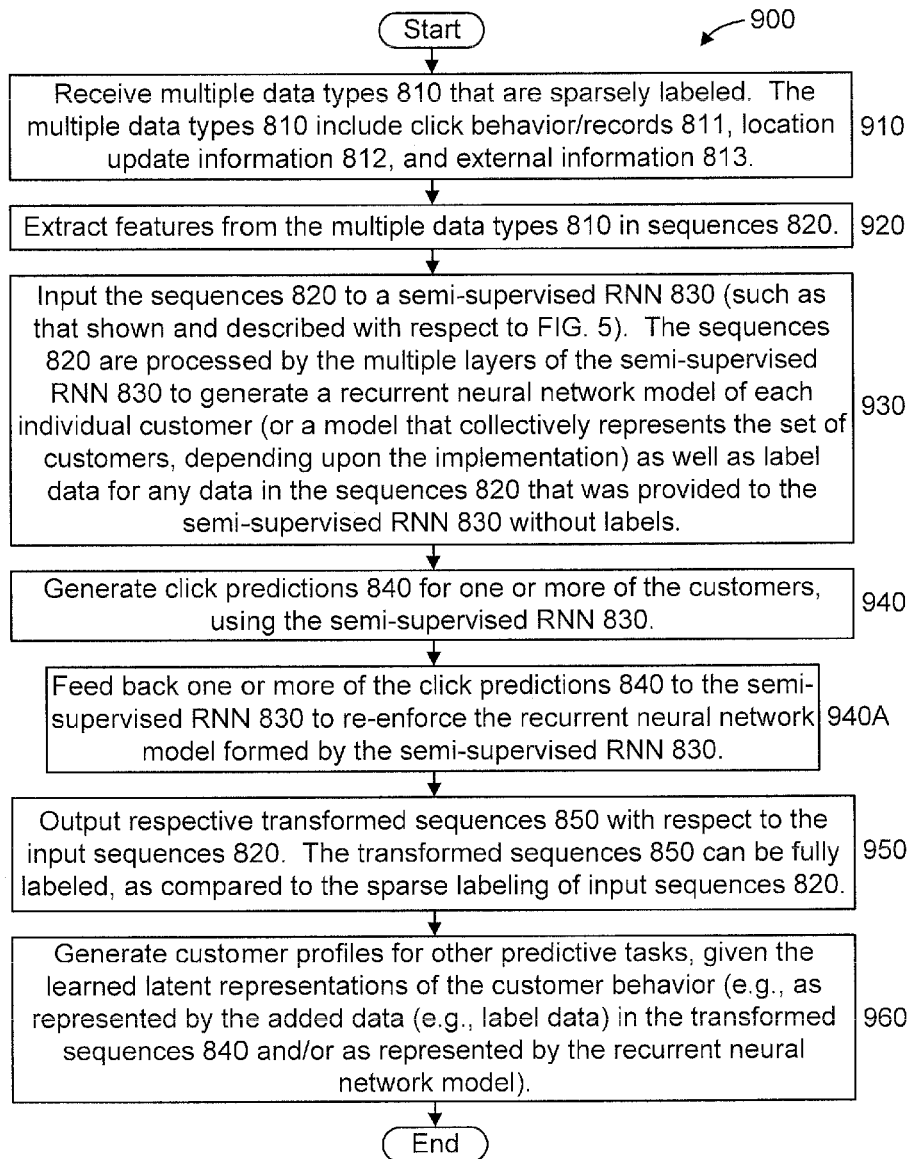 900
Start
Receive multiple data types 810 that are sparsely labeled. The
multiple data types 810 include click behavior/records 811, location
update information 812, and external information 813.
910
Extract features from the multiple data types 810 in sequences 820.
920
Input the sequences 820 to a semi-supervised RNN 830 (such as
that shown and described with respect to FIG. 5). The sequences
820 are processed by the multiple layers of the semi-supervised
RNN 830 to generate a recurrent neural network model of each
individual customer (or a model that collectively represents the set of
customers, depending upon the implementation) as well as label
data for any data in the sequences 820 that was provided to the
semi-supervised RNN 830 without labels.
930
Generate click predictions 840 for one or more of the customers,
using the semi-supervised RNN 830.
940
Feed back one or more of the click predictions 840 to the semi-
supervised RNN 830 to re-enforce the recurrent neural network
model formed by the semi-supervised RNN 830.
940A
Output respective transformed sequences 850 with respect to the
input sequences 820. The transformed sequences 850 can be fully
labeled, as compared to the sparse labeling of input sequences 820.
950
Generate customer profiles for other predictive tasks, given the
learned latent representations of the customer behavior (e.g., as
represented by the added data (e.g., label data) in the transformed
sequences 840 and/or as represented by the recurrent neural
network model).
960
End